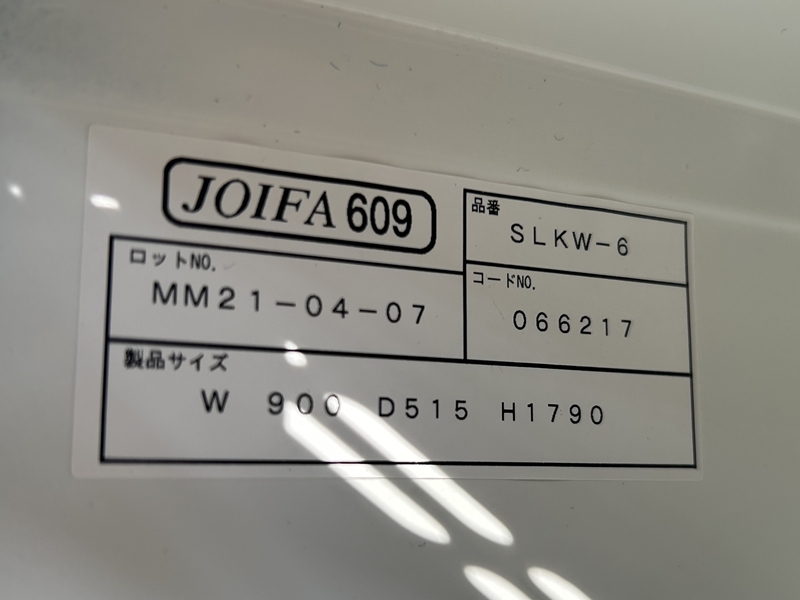 JOIFA 609
品番
SLKW-6
ロットNO.
MM21-04-07
コードNO.
066217
製品サイズ
W 900 D515 H1790